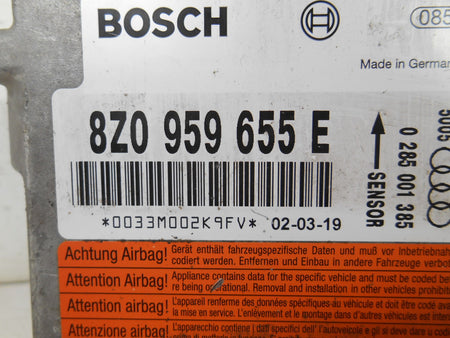 BOSCH
085
Made in German
8Z0 959 655 E
*0033M002K9FV* 02-03-19
SENSOR
0 285 001 385
5005
Achtung Airbag! Gerät enthält fahrzeugspezifische Daten und muß vor Inbetriebnah
codiert werden. Entfernen und Einbau in andere Fahrzeuge verboten
Attention Airbag! Appliance contains data for the specific vehicle and must be coded be
re being operational. Removal and installation in other vehicles prohibite
Attention Airbag! L'appareil renferme des données spécifiques au véhicule et doit être codé ava
la mise en service. L'enlèvement et le montage dans d'autres véhicules est inter
Attenzione airbag! L'apparecchio contiene i dati specifici dell' l'autoveicolo e gli si deve dare u